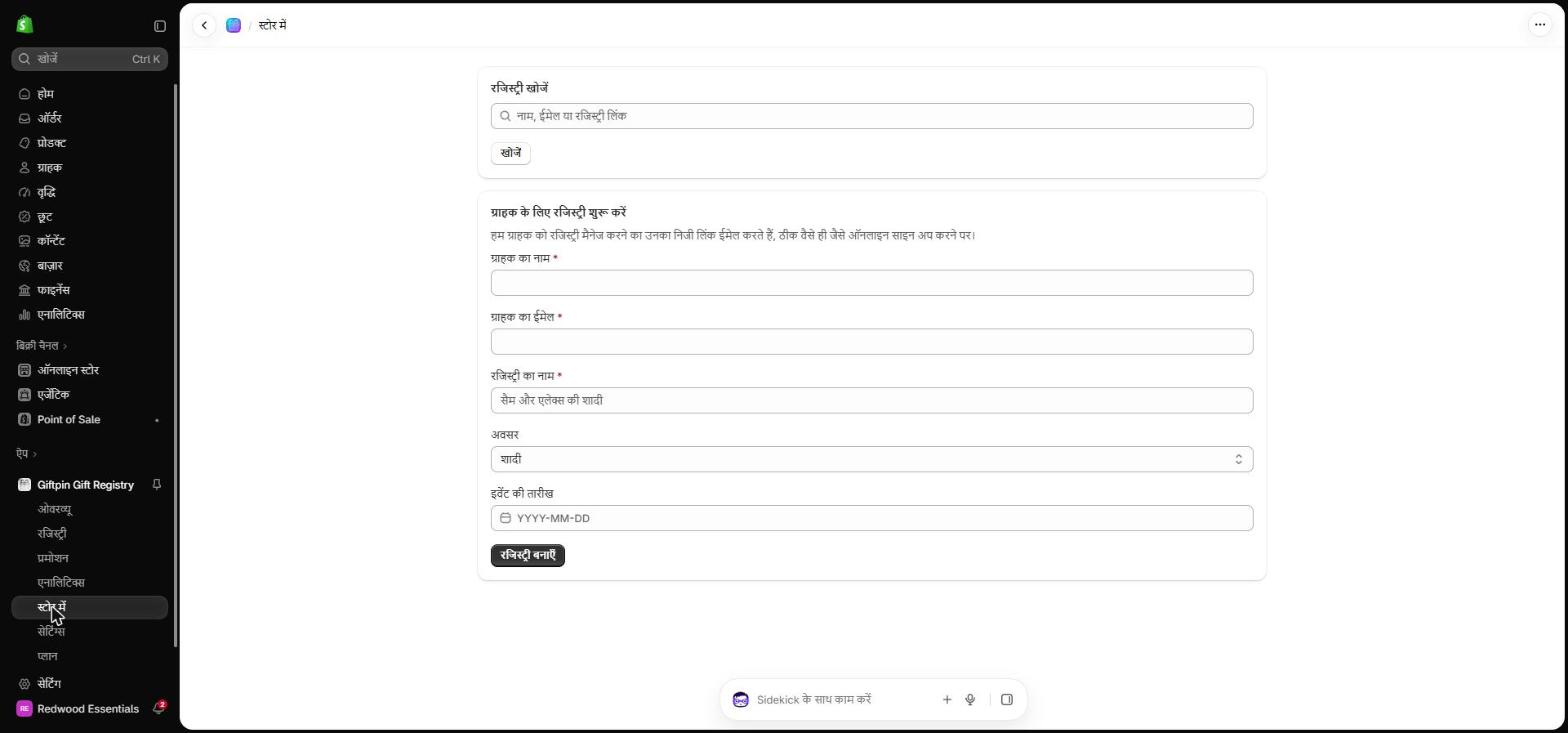 खोजें Ctrl K
होम
ऑर्डर
प्रोडक्ट
ग्राहक
वृद्धि
छूट
कॉन्टेंट
बाज़ार
फाइनेंस
एनालिटिक्स
बिक्री चैनल
ऑनलाइन स्टोर
एजेंटिक
Point of Sale
ऐप
Giftpin Gift Registry
ओवरव्यू
रजिस्ट्री
प्रमोशन
एनालिटिक्स
स्टोर में
सेटिंग्स
प्लान
सेटिंग
RE Redwood Essentials 2
/ स्टोर में
रजिस्ट्री खोजें
नाम, ईमेल या रजिस्ट्री लिंक
खोजें
ग्राहक के लिए रजिस्ट्री शुरू करें
हम ग्राहक को रजिस्ट्री मैनेज करने का उनका निजी लिंक ईमेल करते हैं, ठीक वैसे ही जैसे ऑनलाइन साइन अप करने पर।
ग्राहक का नाम *
ग्राहक का ईमेल *
रजिस्ट्री का नाम *
सैम और एलेक्स की शादी
अवसर
शादी
इवेंट की तारीख
YYYY-MM-DD
रजिस्ट्री बनाएँ
Sidekick के साथ काम करें